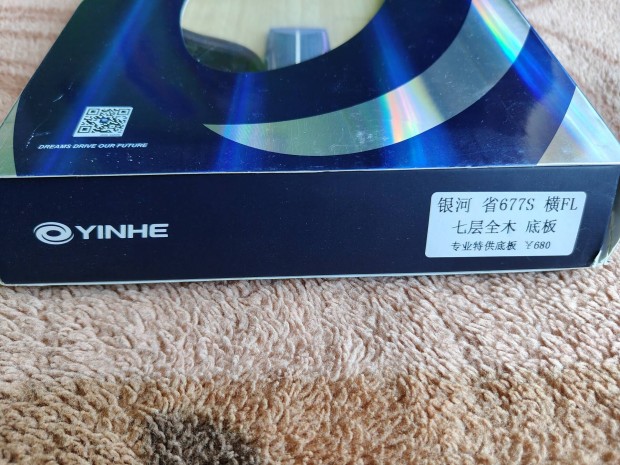 DREAMS DRIVE OUR FUTURE
YINHE
银河 省677S 横FL
七层全木 底板
专业特供底板 ¥680